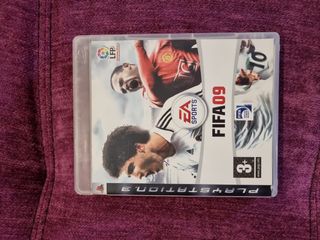 PLAYSTATION 3
LFP
10
EA
SPORTS
FIFA 09
3+